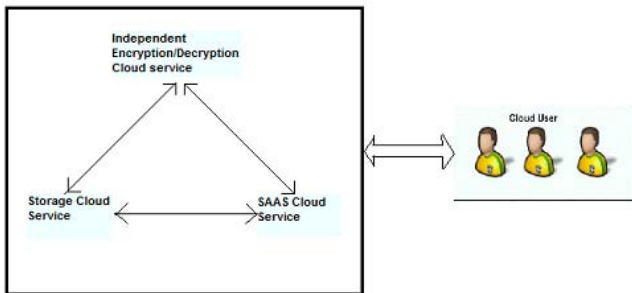 Independent
Encryption/Decryption
Cloud service
Cloud User
Storage Cloud
Service
SAAS Cloud
Service